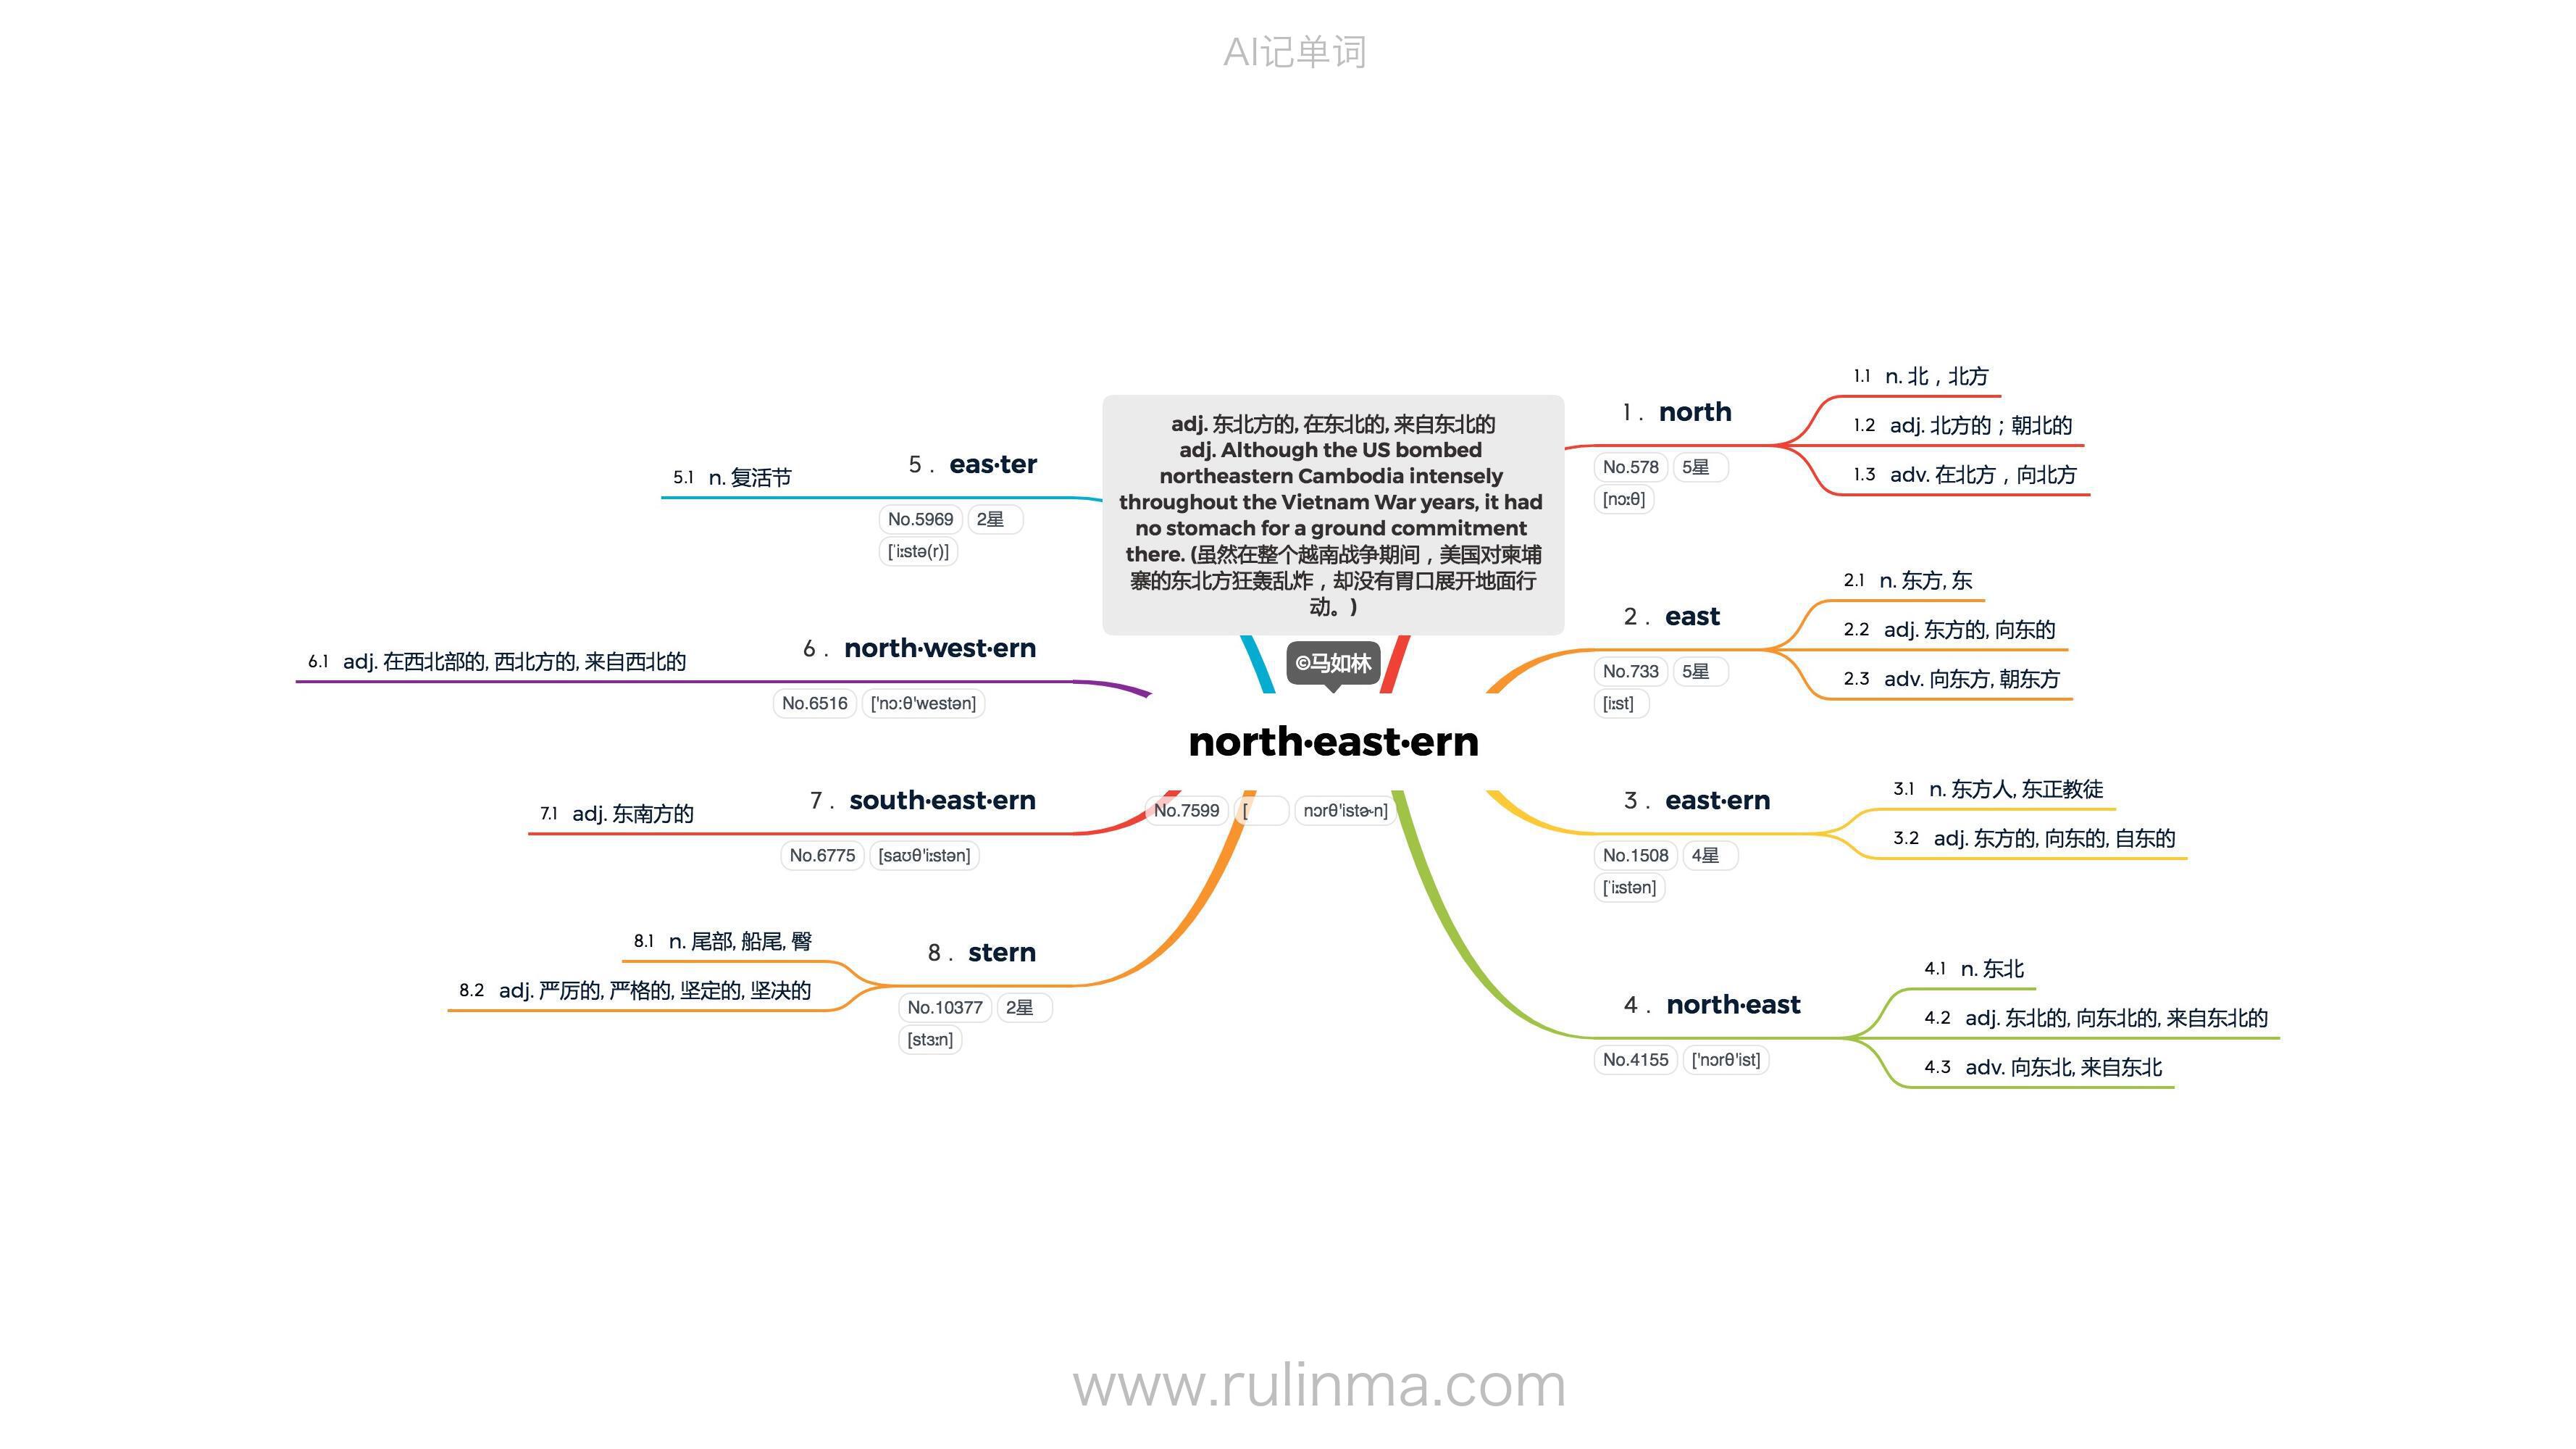 AI记单词
adj. 东北方的, 在东北的, 来自东北的
adj. Although the US bombed
northeastern Cambodia intensely
throughout the Vietnam War years, it had
no stomach for a ground commitment
there. (虽然在整个越南战争期间，美国对柬埔
寨的东北方狂轰乱炸，却没有胃口展开地面行
动。)
©马如林
north·east·ern
No.7599 [ nɔrθ'istɚn]
1 . north
No.578 5星
[nɔːθ]
1.1 n. 北，北方
1.2 adj. 北方的；朝北的
1.3 adv. 在北方，向北方
2 . east
No.733 5星
[iːst]
2.1 n. 东方, 东
2.2 adj. 东方的, 向东的
2.3 adv. 向东方, 朝东方
3 . east·ern
No.1508 4星
['iːstən]
3.1 n. 东方人, 东正教徒
3.2 adj. 东方的, 向东的, 自东的
4 . north·east
No.4155 ['nɔrθ'ist]
4.1 n. 东北
4.2 adj. 东北的, 向东北的, 来自东北的
4.3 adv. 向东北, 来自东北
5 . eas·ter
No.5969 2星
['iːstə(r)]
5.1 n. 复活节
6 . north·west·ern
No.6516 ['nɔ:θ'westən]
6.1 adj. 在西北部的, 西北方的, 来自西北的
7 . south·east·ern
No.6775 [saʊθ'iːstən]
7.1 adj. 东南方的
8 . stern
No.10377 2星
[stɜːn]
8.1 n. 尾部, 船尾, 臀
8.2 adj. 严厉的, 严格的, 坚定的, 坚决的
www.rulinma.com